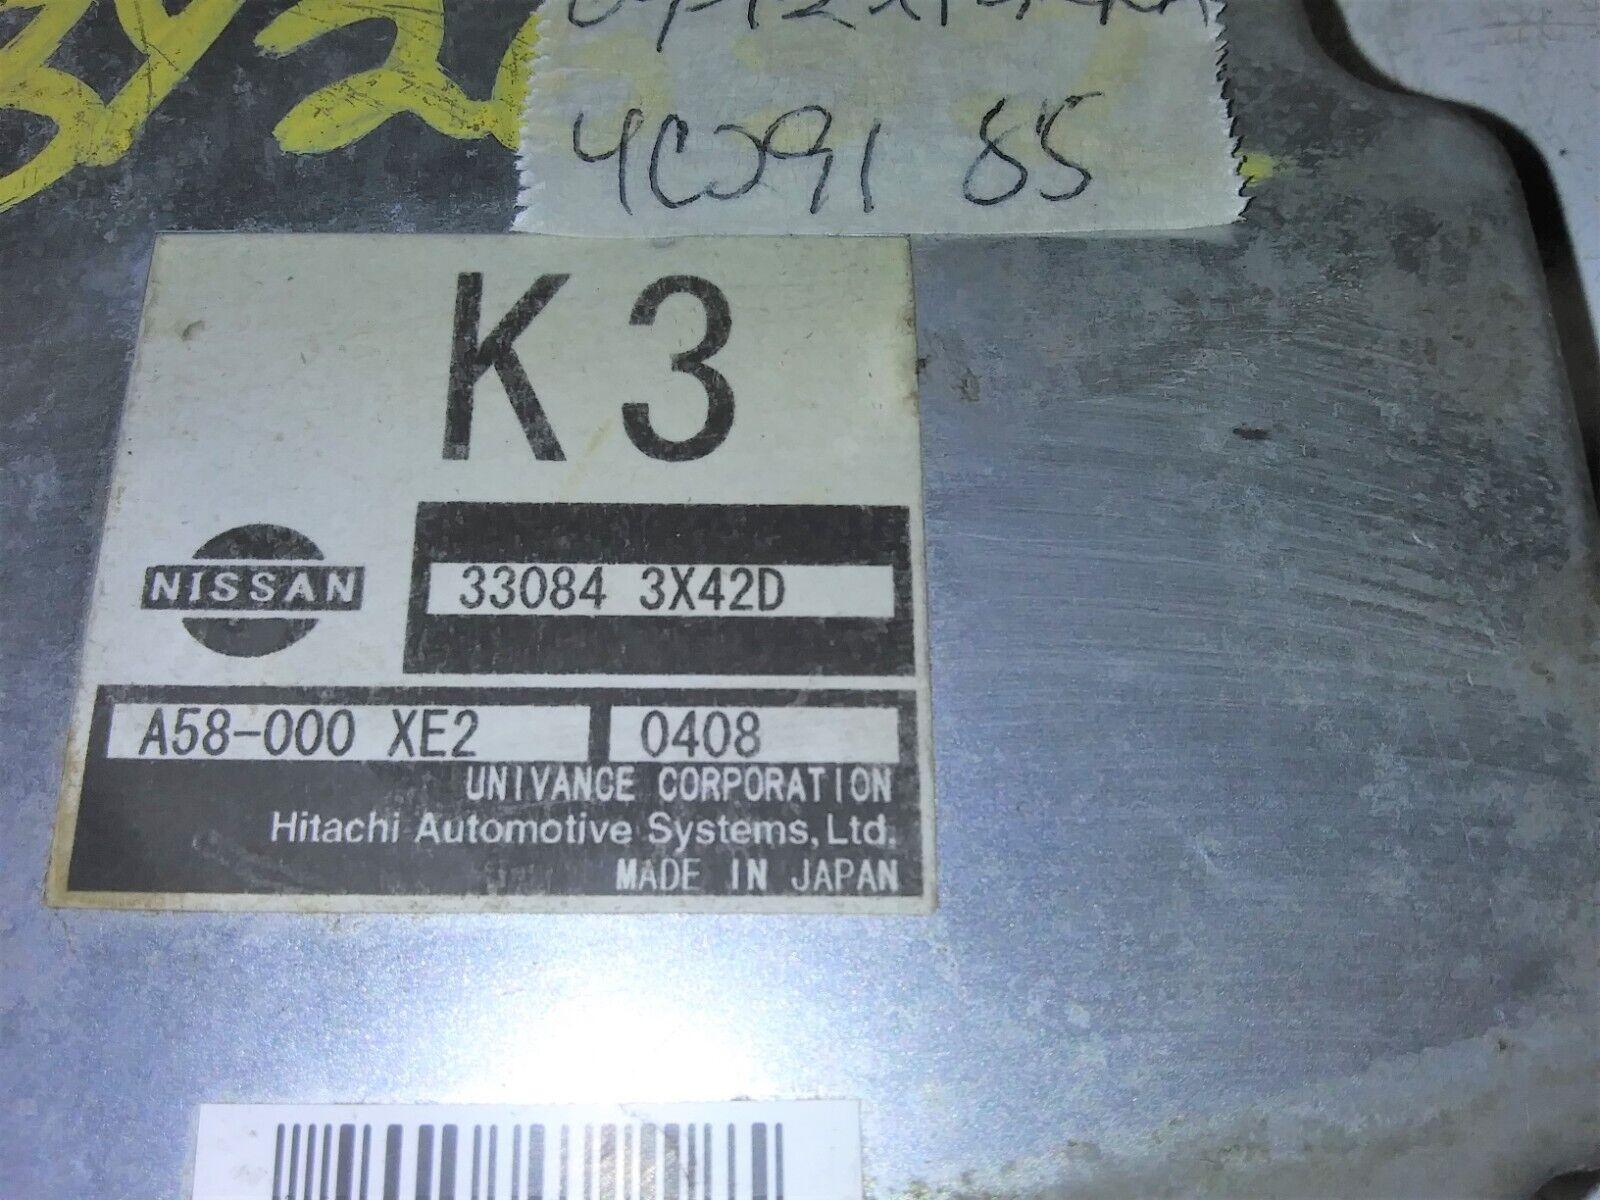 4C091 85
K3
NISSAN
33084 3X42D
A58-000 XE2
0408
UNIVANCE CORPORATION
Hitachi Automotive Systems, Ltd.
MADE IN JAPAN